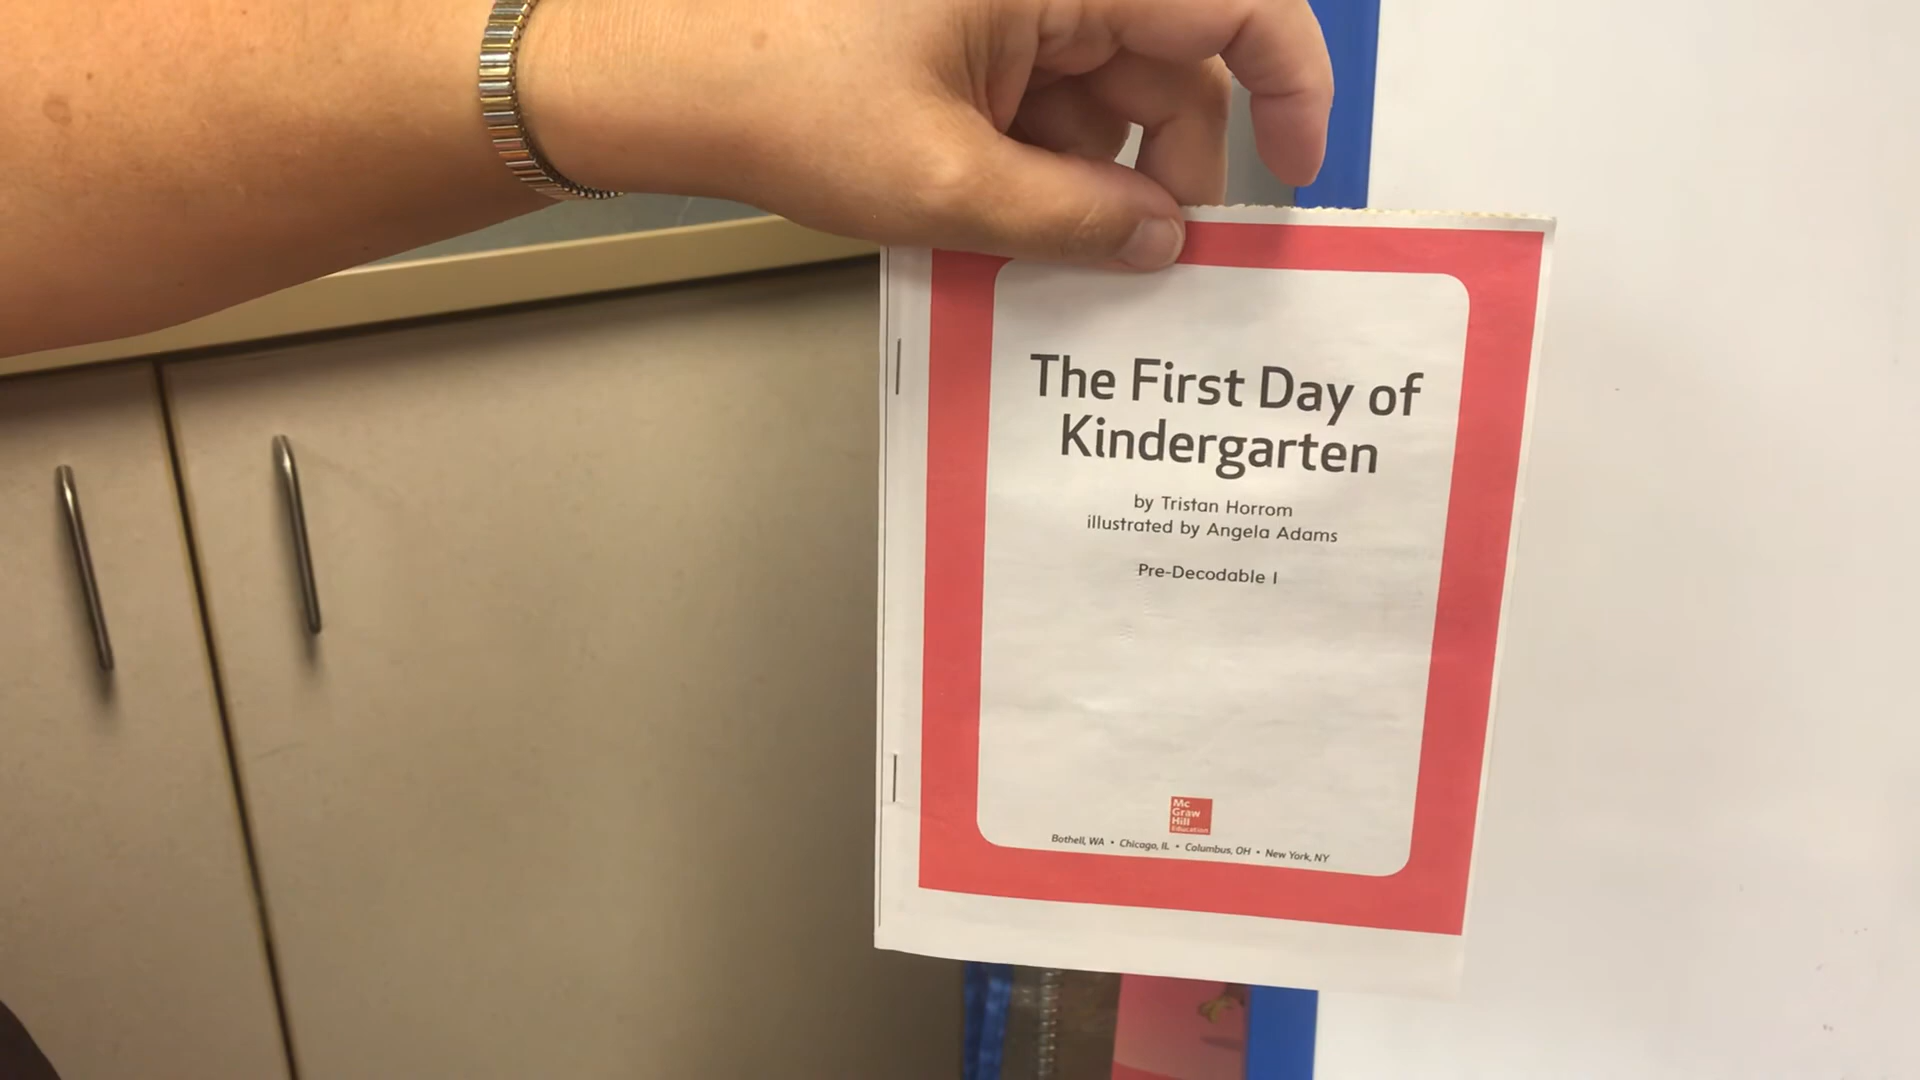 The First Day of
Kindergarten
by Tristan Horrom
illustrated by Angela Adams
Pre-Decodable 1
Mc
Graw
Hill
Education
Bothell, WA • Chicago, IL • Columbus, OH • New York, NY